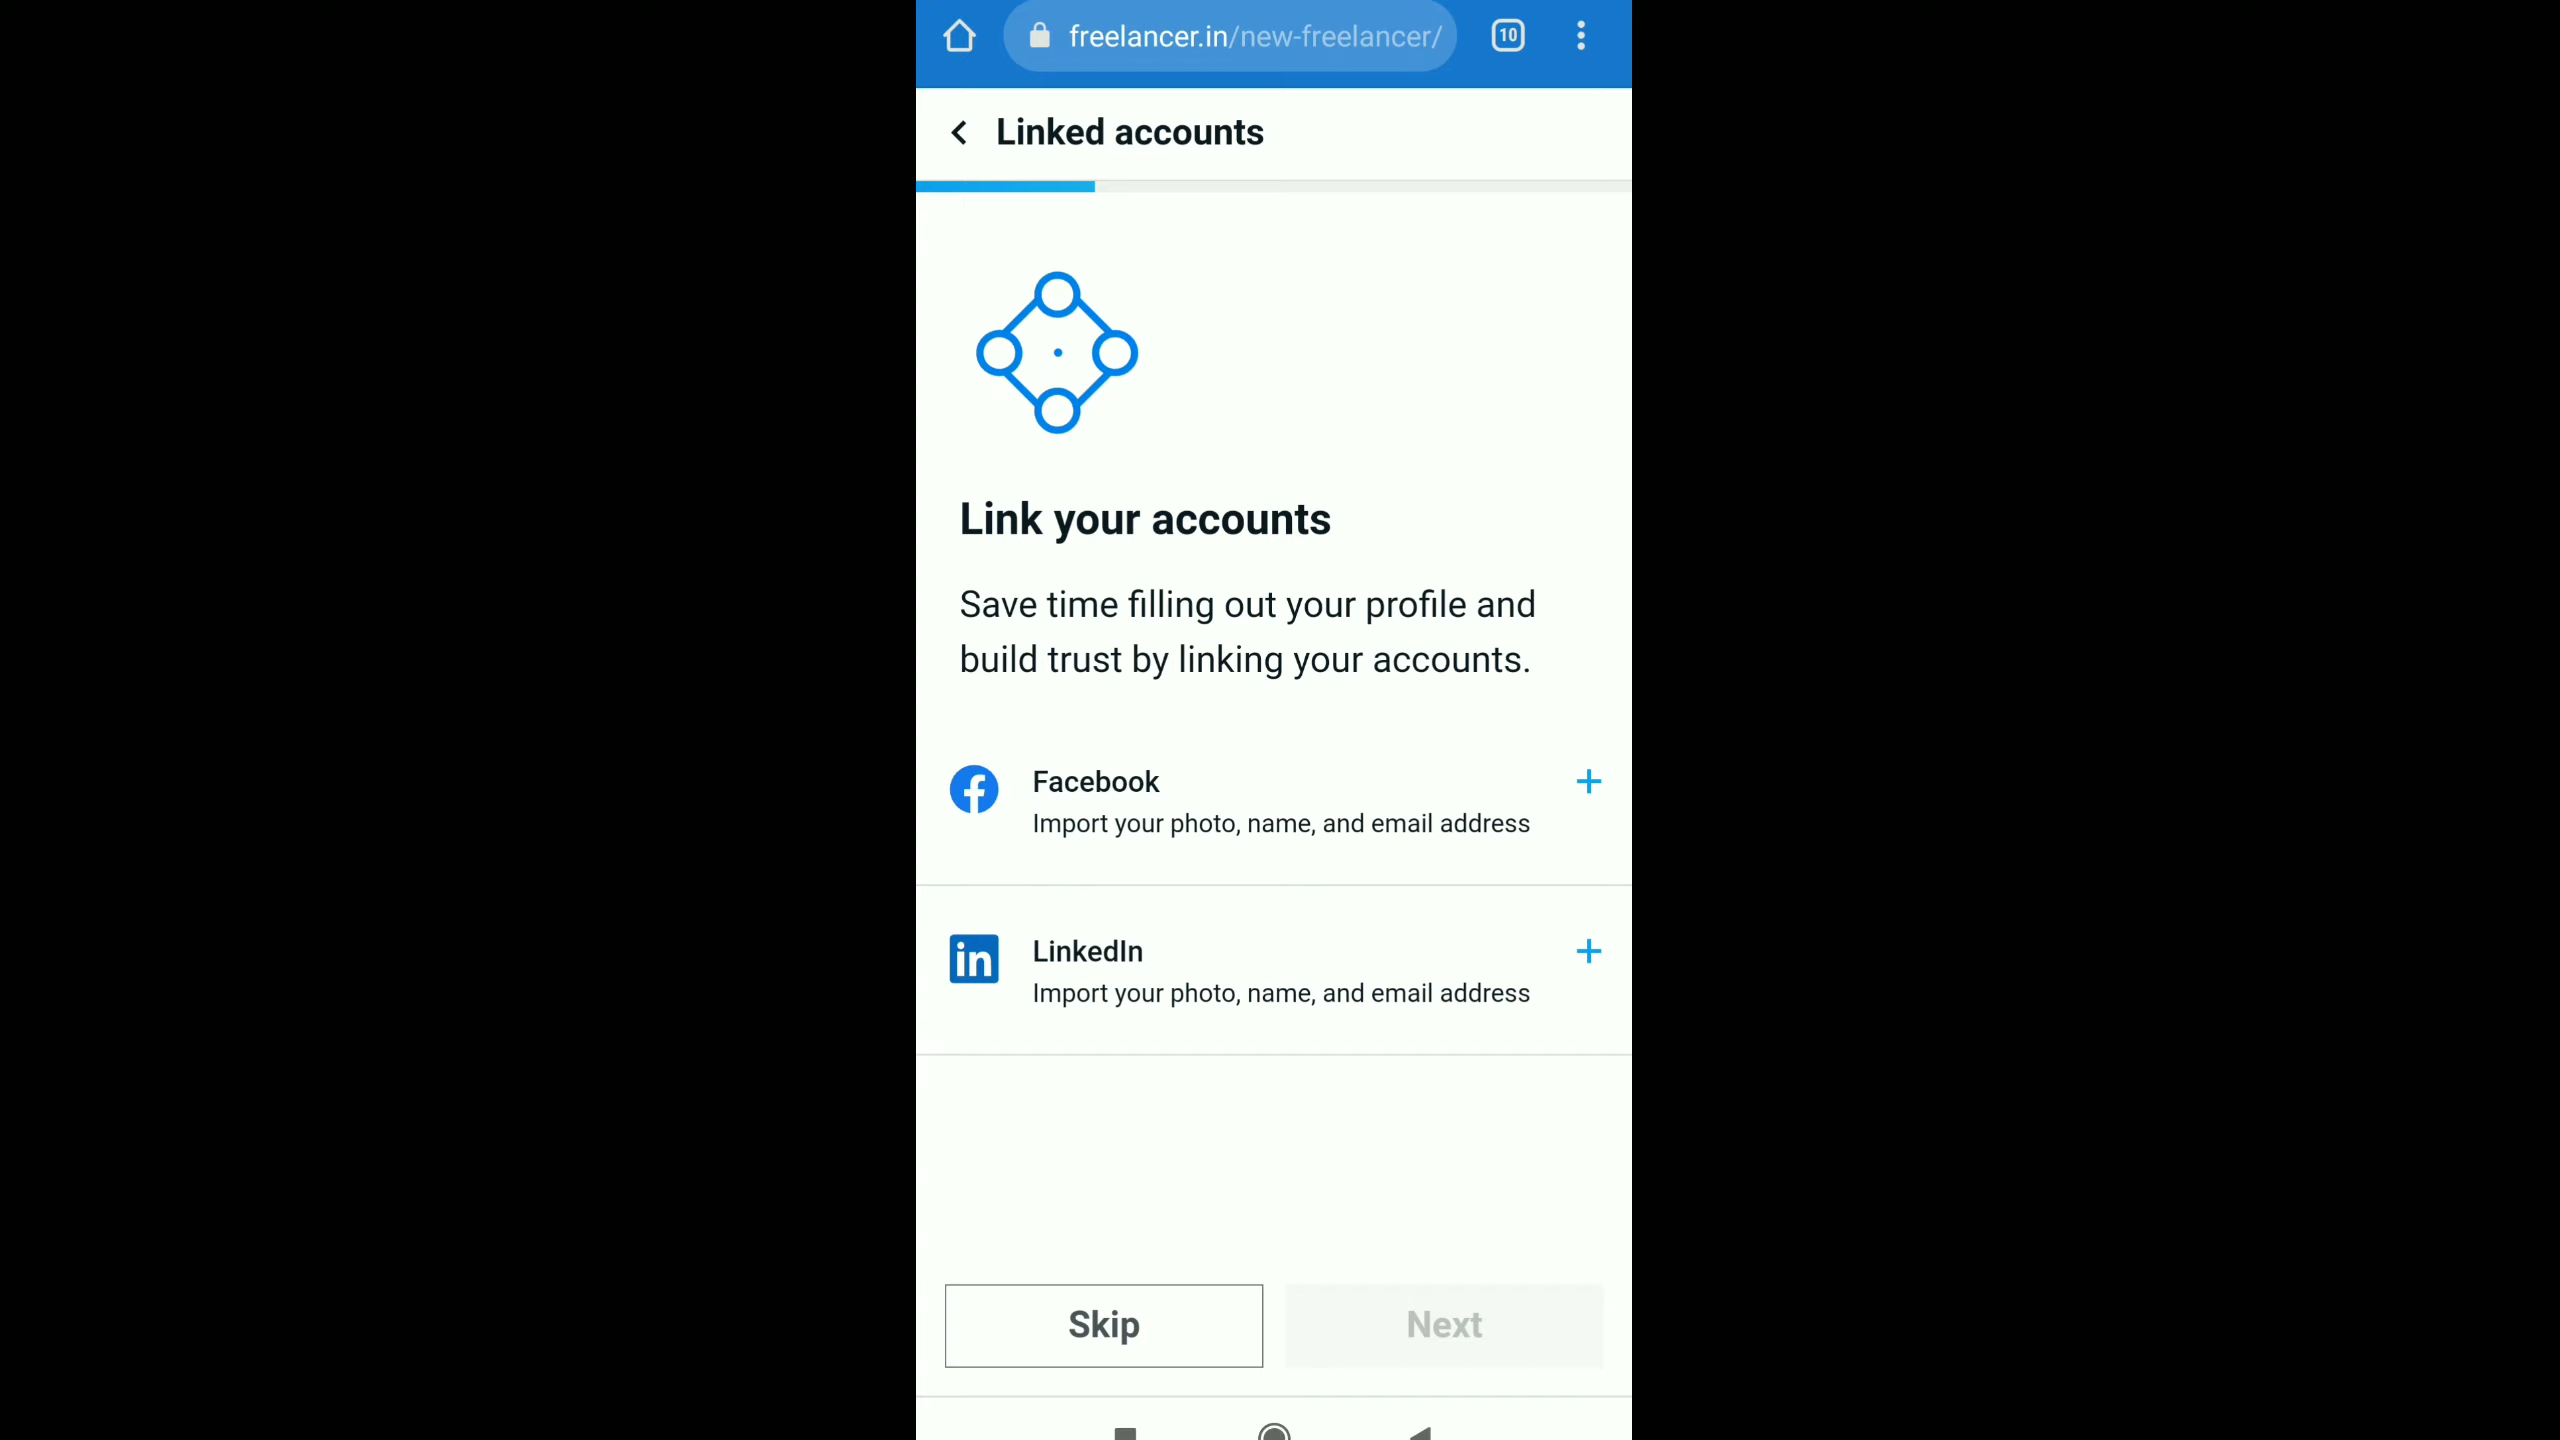 freelancer.in/new-freelancer/
10
Linked accounts
Link your accounts
Save time filling out your profile and
build trust by linking your accounts.
Facebook
Import your photo, name, and email address
in
LinkedIn
Import your photo, name, and email address
Skip
Next